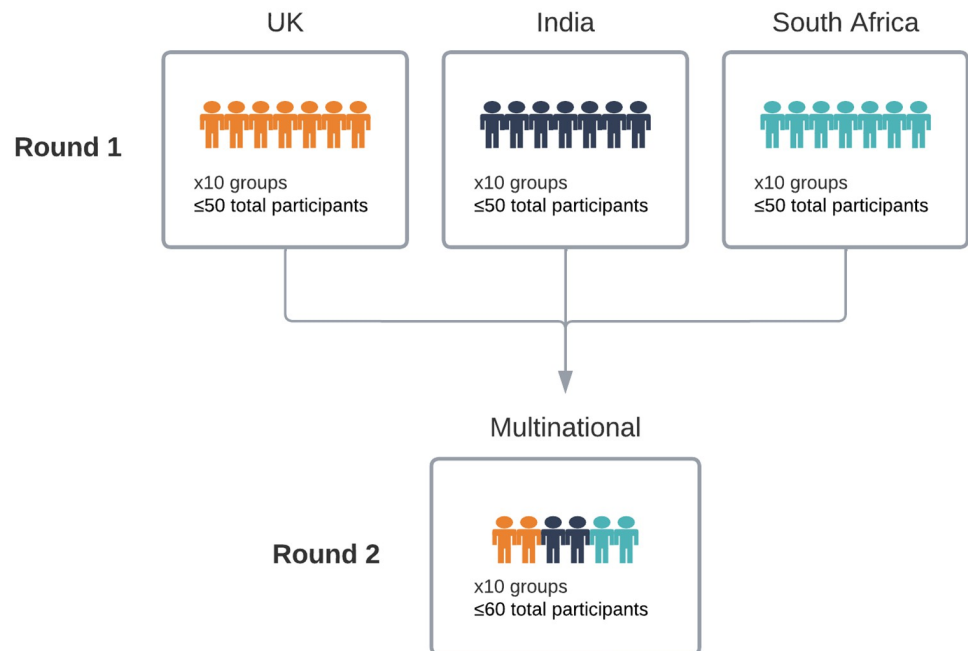 UK
India
South Africa
Round 1
x10 groups
≤50 total participants
x10 groups
≤50 total participants
x10 groups
≤50 total participants
Multinational
Round 2
x10 groups
≤60 total participants